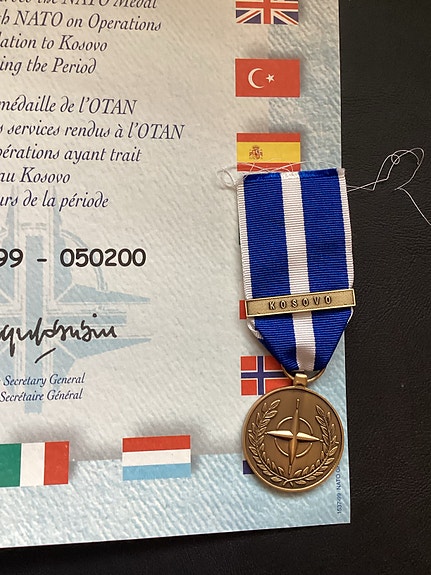 the NATO Medal
NATO on Operations
lation to Kosovo
ing the Period
médaille de l'OTAN
s services rendus à l'OTAN
pérations ayant trait
au Kosovo
urs de la période
99 - 050200
KOSOVO
Secretary General
Secrétaire Général